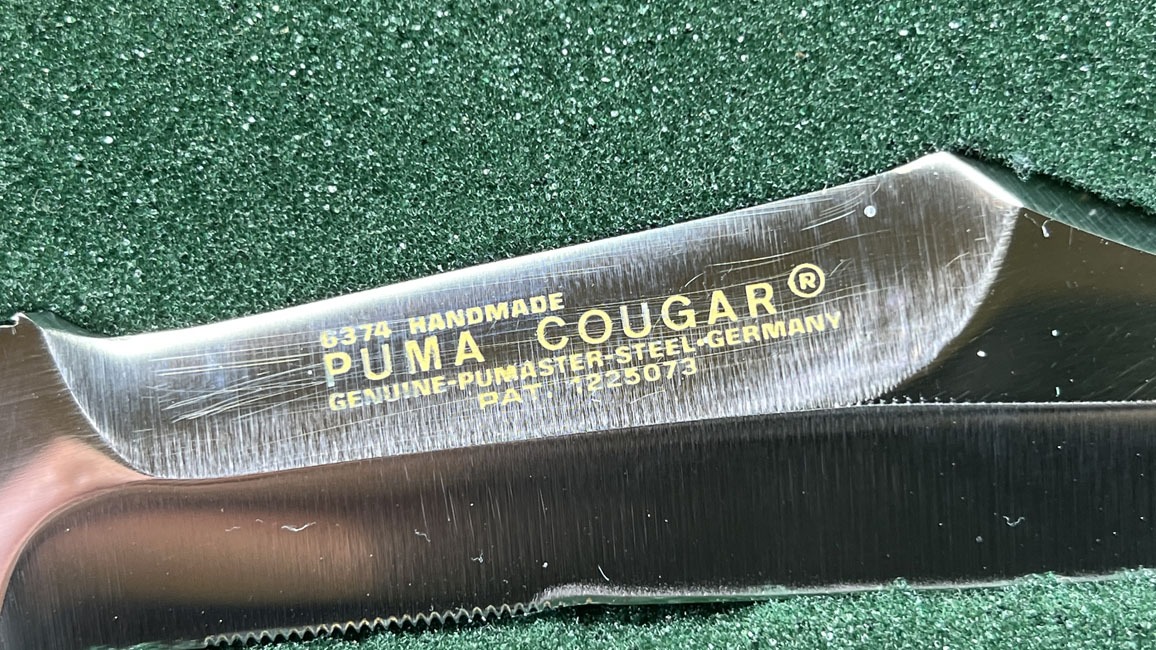 6374 HANDMADE
PUMA COUGAR®
GENUINE-PUMASTER-STEEL-GERMANY
PAT. 1225073